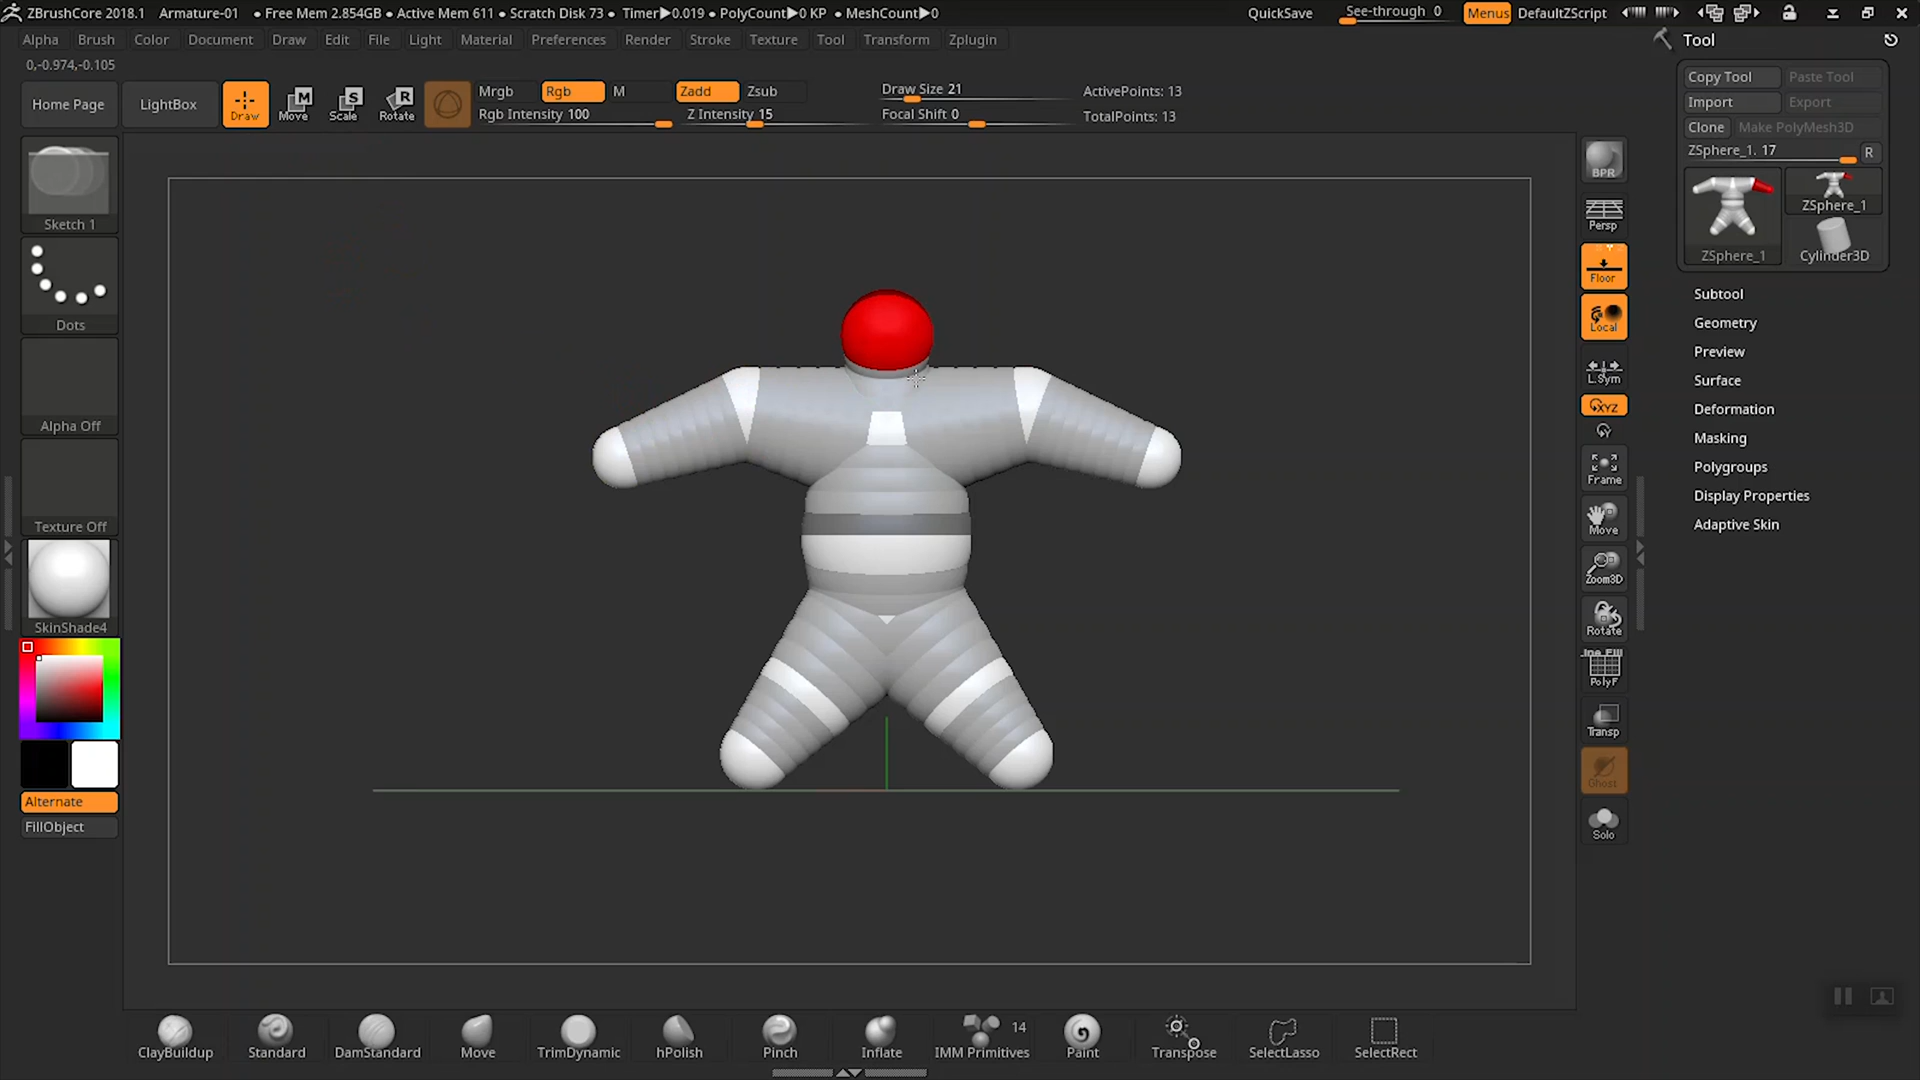 ZBrushCore 2018.1 Armature-01 • Free Mem 2.854GB • Active Mem 611 • Scratch Disk 73 • Timer▶0.019 • PolyCount▶0 KP • MeshCount▶0 QuickSave See-through 0 Menus DefaultZScript
Alpha Brush Color Document Draw Edit File Light Material Preferences Render Stroke Texture Tool Transform Zplugin
Tool
0,-0.974,-0.105
Home Page LightBox Draw Move Scale Rotate
M S R
Mrgb Rgb M Zadd Zsub
Rgb Intensity 100 Z Intensity 15
Draw Size 21
Focal Shift 0
ActivePoints: 13
TotalPoints: 13
Copy Tool Paste Tool
Import Export
Clone Make PolyMesh3D
ZSphere_1. 17 R
ZSphere_1
ZSphere_1 Cylinder3D
Subtool
Geometry
Preview
Surface
Deformation
Masking
Polygroups
Display Properties
Adaptive Skin
Sketch 1
Dots
Alpha Off
Texture Off
SkinShade4
Alternate
FillObject
BPR
Persp
Floor
Local
L.Sym
XYZ
Frame
Move
Zoom3D
Rotate
Line Fill
PolyF
Transp
Ghost
Solo
ClayBuildup Standard DamStandard Move TrimDynamic hPolish Pinch Inflate IMM Primitives 14 Paint Transpose SelectLasso SelectRect